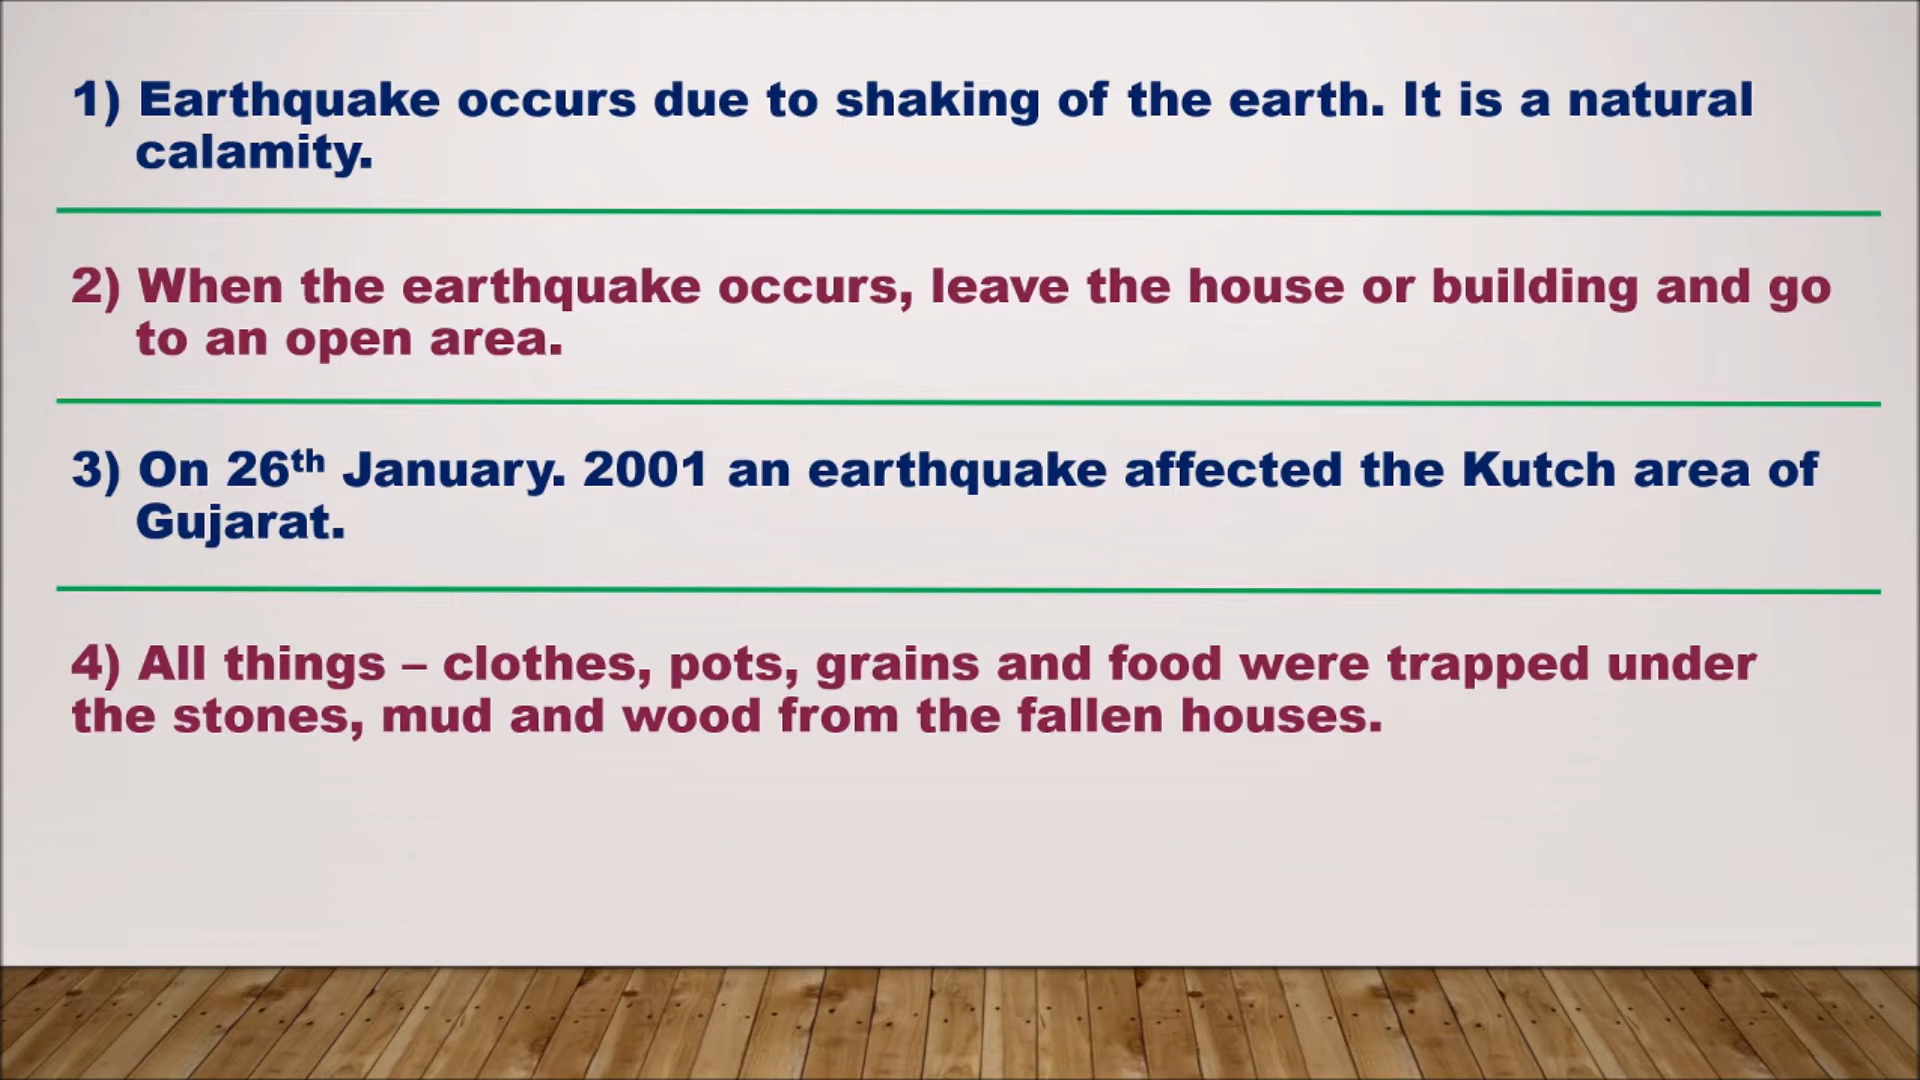 1) Earthquake occurs due to shaking of the earth. It is a natural
calamity.
2) When the earthquake occurs, leave the house or building and go
to an open area.
3) On 26th January. 2001 an earthquake affected the Kutch area of
Gujarat.
4) All things – clothes, pots, grains and food were trapped under
the stones, mud and wood from the fallen houses.